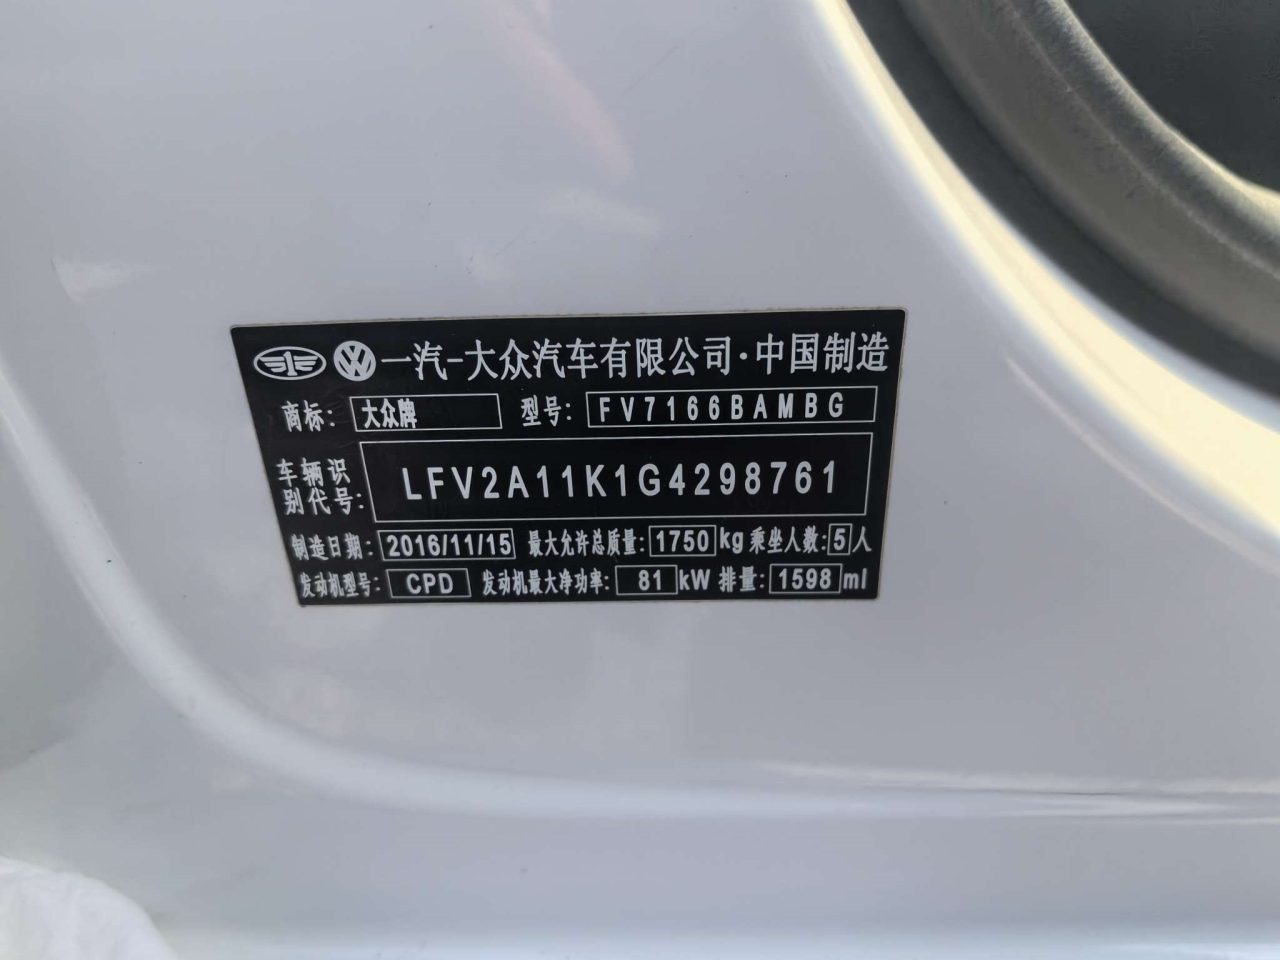 一汽-大众汽车有限公司·中国制造
商标: 大众牌 型号: FV7166BAMBG
车辆识别代号: LFV2A11K1G4298761
制造日期: 2016/11/15 最大允许总质量: 1750 kg 乘坐人数: 5 人
发动机型号: CPD 发动机最大净功率: 81 kW 排量: 1598 ml